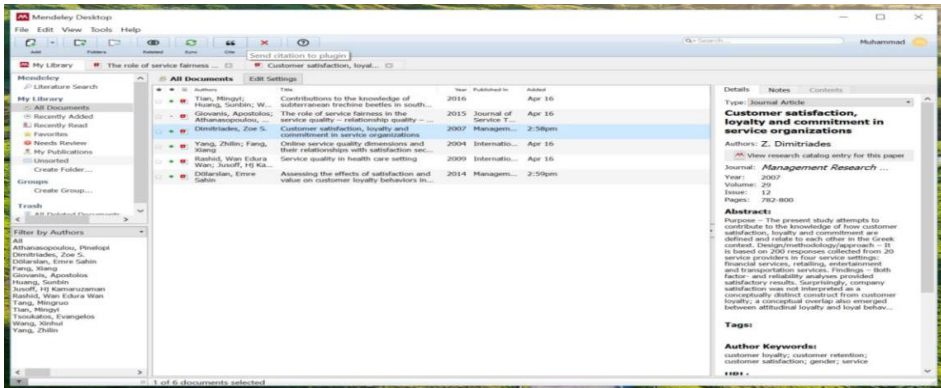 Mendeley Desktop
File Edit View Tools Help
Add Folders Related Sync Cite
Send citation to plugin
Search...
Muhammad
My Library
The role of service fairness ...
Customer satisfaction, loyal...
Mendeley
Literature Search
My Library
All Documents
Recently Added
Recently Read
Favorites
Needs Review
My Publications
Unsorted
Create Folder...
Groups
Create Group...
Trash
All Deleted Documents
Filter by Authors
All
Athanasopoulou, Pinelopi
Dimitriades, Zoe S.
Dölarslan, Emre Sahin
Fang, Xiang
Giovanis, Apostolos
Huang, Sunbin
Jusoff, Hj Kamaruzaman
Rashid, Wan Edura Wan
Tang, Mingruo
Tian, Mingyi
Tsoukatos, Evangelos
Wang, Xinhui
Yang, Zhilin
All Documents Edit Settings
Authors Title Year Published In Added
Tian, Mingyi; Huang, Sunbin; W... Contributions to the knowledge of subterranean trechine beetles in south... 2016 Apr 16
Giovanis, Apostolos; Athanasopoulou, ... The role of service fairness in the service quality – relationship quality – ... 2015 Journal of Service T... Apr 16
Dimitriades, Zoe S. Customer satisfaction, loyalty and commitment in service organizations 2007 Managem... 2:58pm
Yang, Zhilin; Fang, Xiang Online service quality dimensions and their relationships with satisfaction sec... 2004 Internatio... Apr 16
Rashid, Wan Edura Wan; Jusoff, HJ Ka... Service quality in health care setting 2009 Internatio... Apr 16
Dölarslan, Emre Sahin Assessing the effects of satisfaction and value on customer loyalty behaviors in... 2014 Managem... 2:59pm
1 of 6 documents selected
Details Notes Contents
Type: Journal Article
Customer satisfaction,
loyalty and commitment in
service organizations
Authors: Z. Dimitriades
View research catalog entry for this paper
Journal: Management Research ...
Year: 2007
Volume: 29
Issue: 12
Pages: 782-800
Abstract:
Purpose – The present study attempts to
contribute to the knowledge of how customer
satisfaction, loyalty and commitment are
defined and relate to each other in the Greek
context. Design/methodology/approach – It
is based on 200 responses collected from 20
service providers in four service settings:
financial services, retailing, entertainment
and transportation services. Findings – Both
factor- and reliability analyses provided
satisfactory results. Surprisingly, company
satisfaction was not interpreted as a
conceptually distinct construct from customer
loyalty; a conceptual overlap also emerged
between attitudinal loyalty and loyal behav...
Tags:
Author Keywords:
customer loyalty; customer retention;
customer satisfaction; gender; service